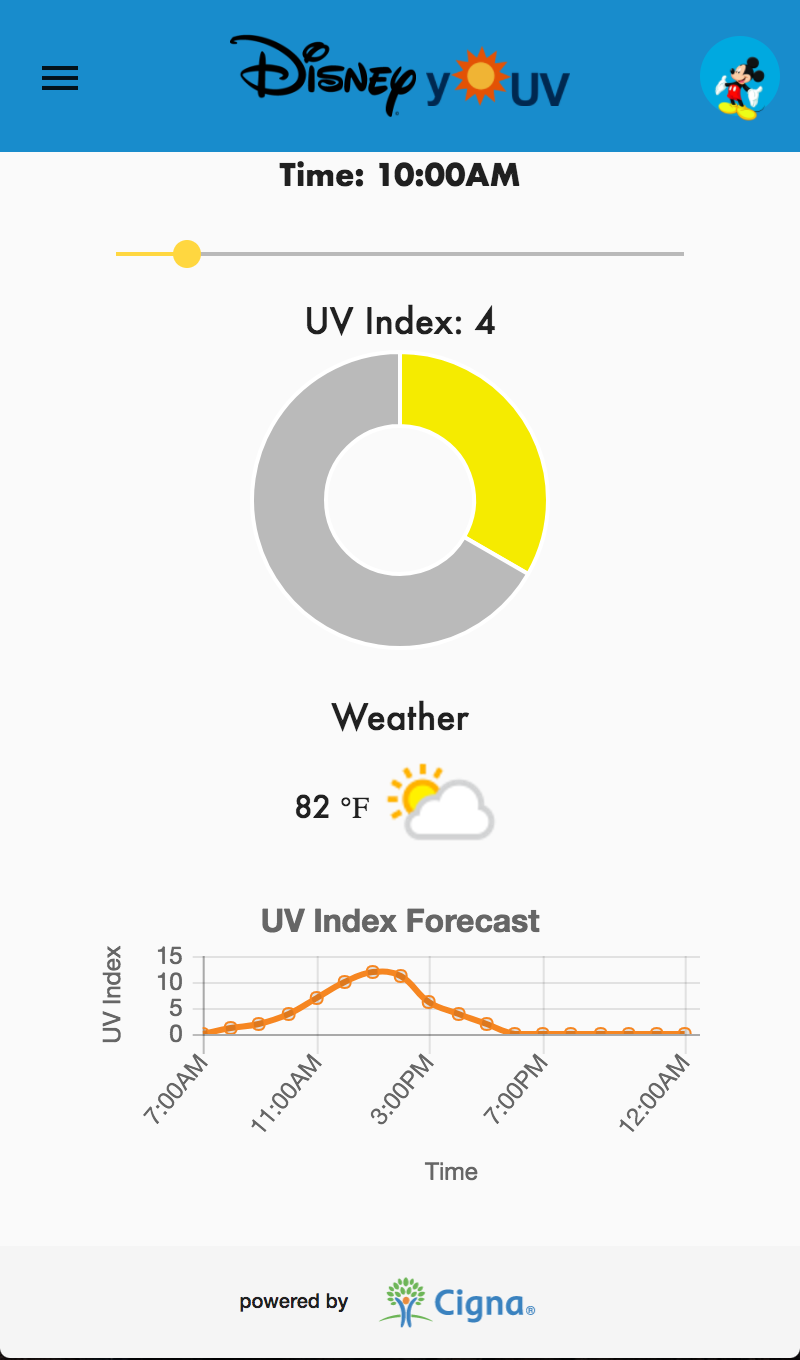 Disney yOUV
Time: 10:00AM
UV Index: 4
Weather
82 °F
UV Index Forecast
UV Index
15
10
5
0
7:00AM
11:00AM
3:00PM
7:00PM
12:00AM
Time
powered by Cigna®